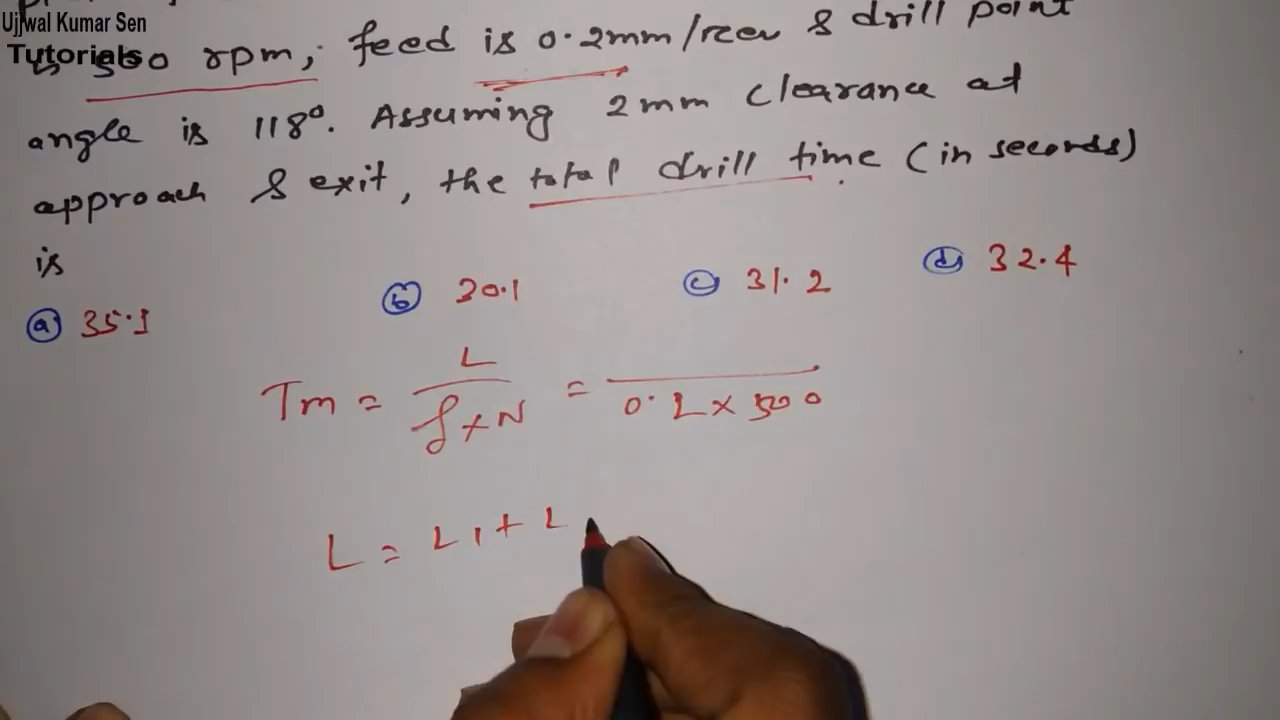 Ujjwal Kumar Sen
Tutorials
is 500 rpm; feed is 0.2mm/rev & drill point
angle is 118°. Assuming 2mm clearance at
approach & exit, the total drill time (in seconds)
is
(a) 35.1 (b) 30.1 (c) 31.2 (d) 32.4
Tm = L / f×N = / 0.2×500
L = L1 + L